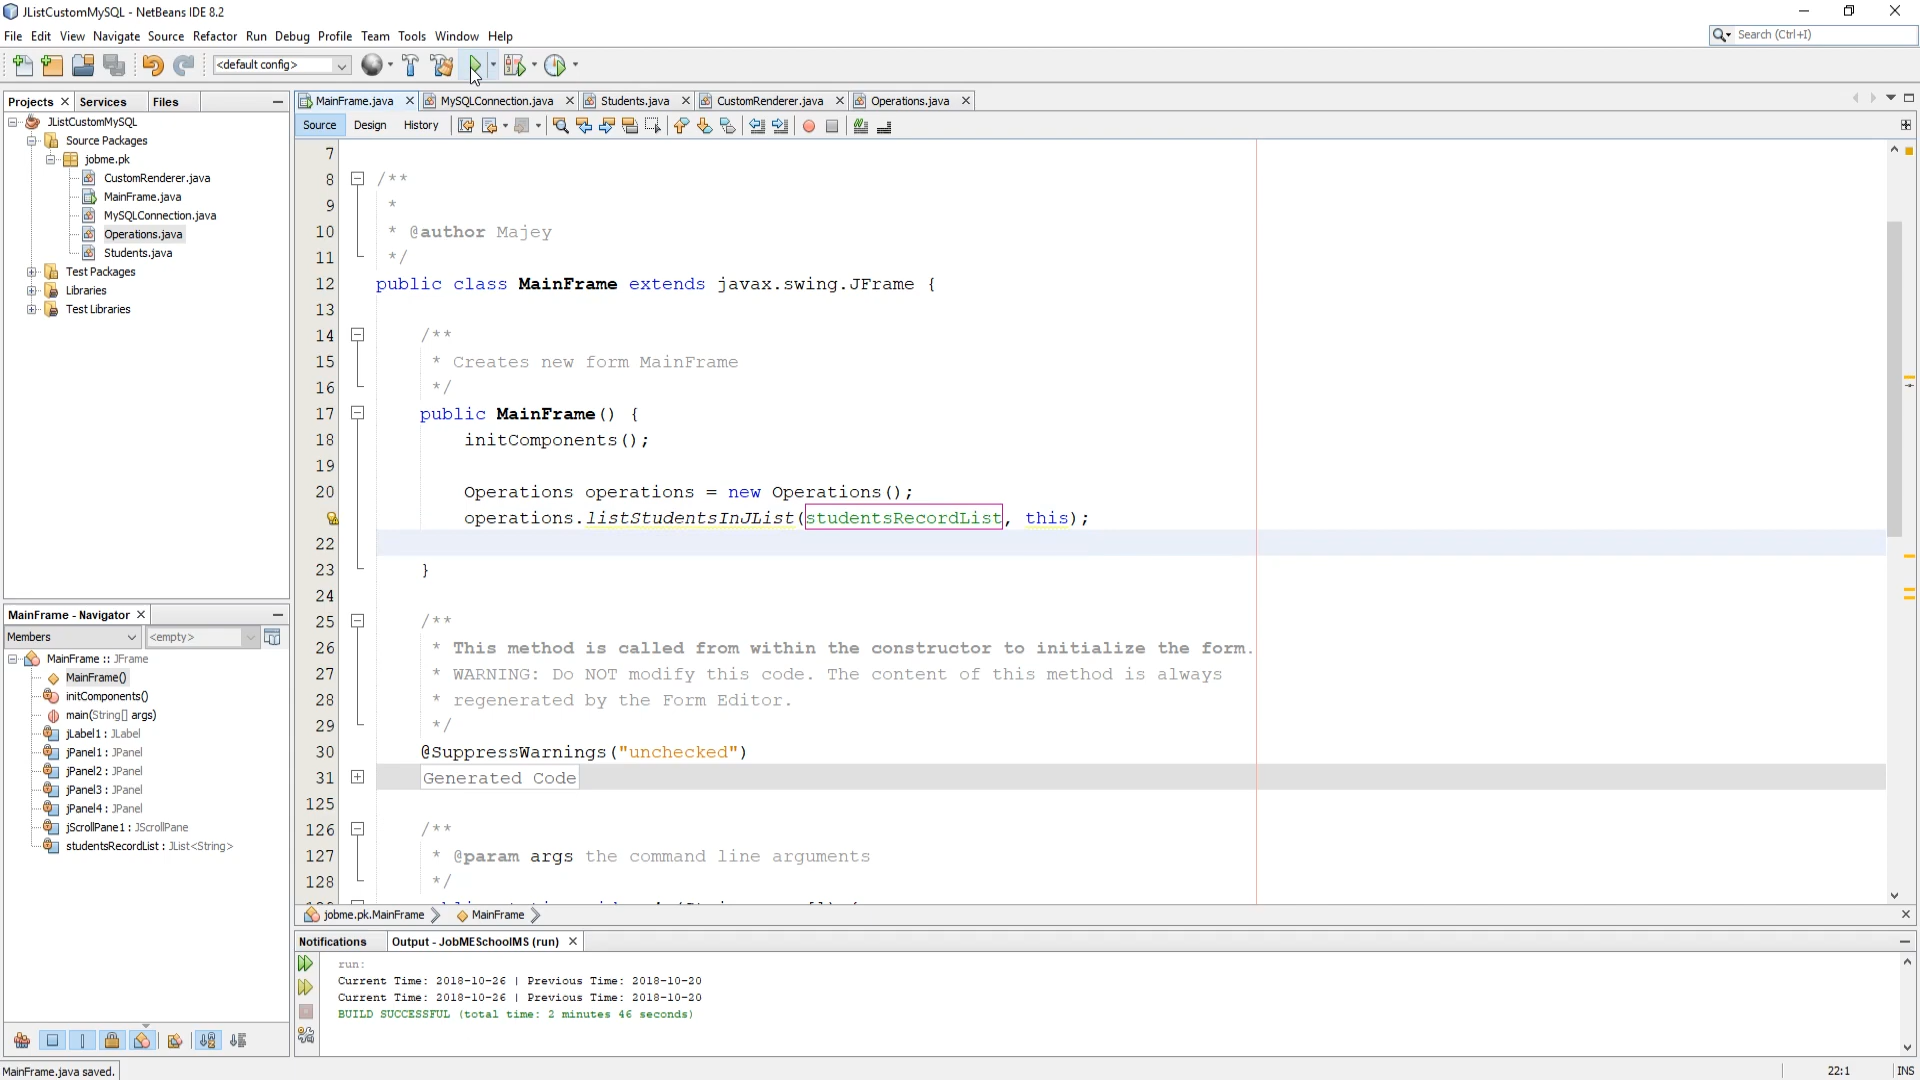 JListCustomMySQL - NetBeans IDE 8.2
File Edit View Navigate Source Refactor Run Debug Profile Team Tools Window Help
Search (Ctrl+I)
<default config>
Projects Services Files
MainFrame.java MySQLConnection.java Students.java CustomRenderer.java Operations.java
Source Design History
JListCustomMySQL
Source Packages
jobme.pk
CustomRenderer.java
MainFrame.java
MySQLConnection.java
Operations.java
Students.java
Test Packages
Libraries
Test Libraries
7
8 /**
9 *
10 * @author Majey
11 */
12 public class MainFrame extends javax.swing.JFrame {
13
14 /**
15 * Creates new form MainFrame
16 */
17 public MainFrame() {
18 initComponents();
19
20 Operations operations = new Operations();
operations.listStudentsInJList(studentsRecordList, this);
22
23 }
24
25 /**
26 * This method is called from within the constructor to initialize the form.
27 * WARNING: Do NOT modify this code. The content of this method is always
28 * regenerated by the Form Editor.
29 */
30 @SuppressWarnings("unchecked")
31 Generated Code
125
126 /**
127 * @param args the command line arguments
128 */
MainFrame - Navigator
Members <empty>
MainFrame :: JFrame
MainFrame()
initComponents()
main(String[] args)
jLabel1 : JLabel
jPanel1 : JPanel
jPanel2 : JPanel
jPanel3 : JPanel
jPanel4 : JPanel
jScrollPane1 : JScrollPane
studentsRecordList : JList<String>
jobme.pk.MainFrame MainFrame
Notifications Output - JobMESchoolMS (run)
run:
Current Time: 2018-10-26 | Previous Time: 2018-10-20
Current Time: 2018-10-26 | Previous Time: 2018-10-20
BUILD SUCCESSFUL (total time: 2 minutes 46 seconds)
MainFrame.java saved.
22:1 INS